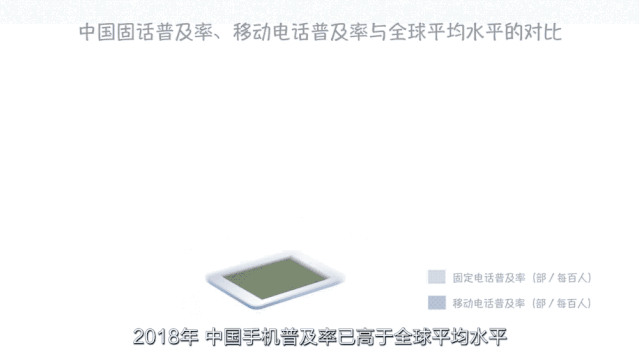 中国固话普及率、移动电话普及率与全球平均水平的对比
固定电话普及率（部/每百人）
移动电话普及率（部/每百人）
2018年 中国手机普及率已高于全球平均水平